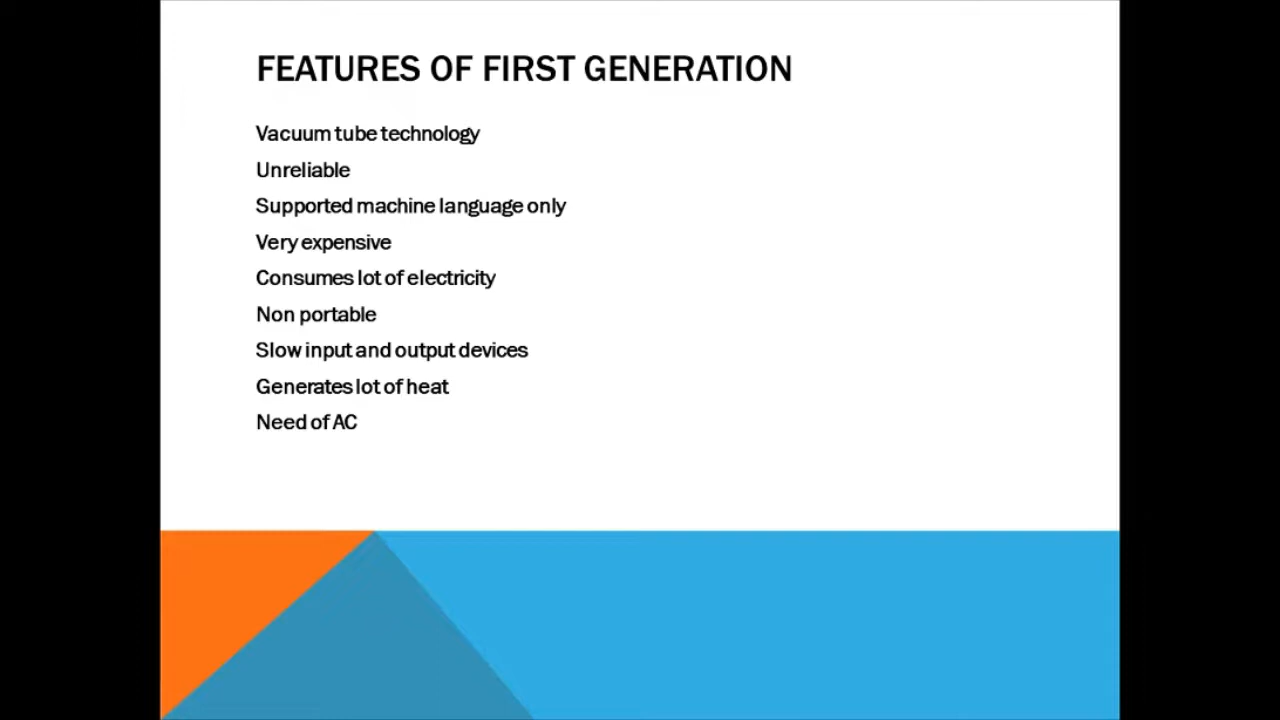 FEATURES OF FIRST GENERATION
Vacuum tube technology
Unreliable
Supported machine language only
Very expensive
Consumes lot of electricity
Non portable
Slow input and output devices
Generates lot of heat
Need of AC